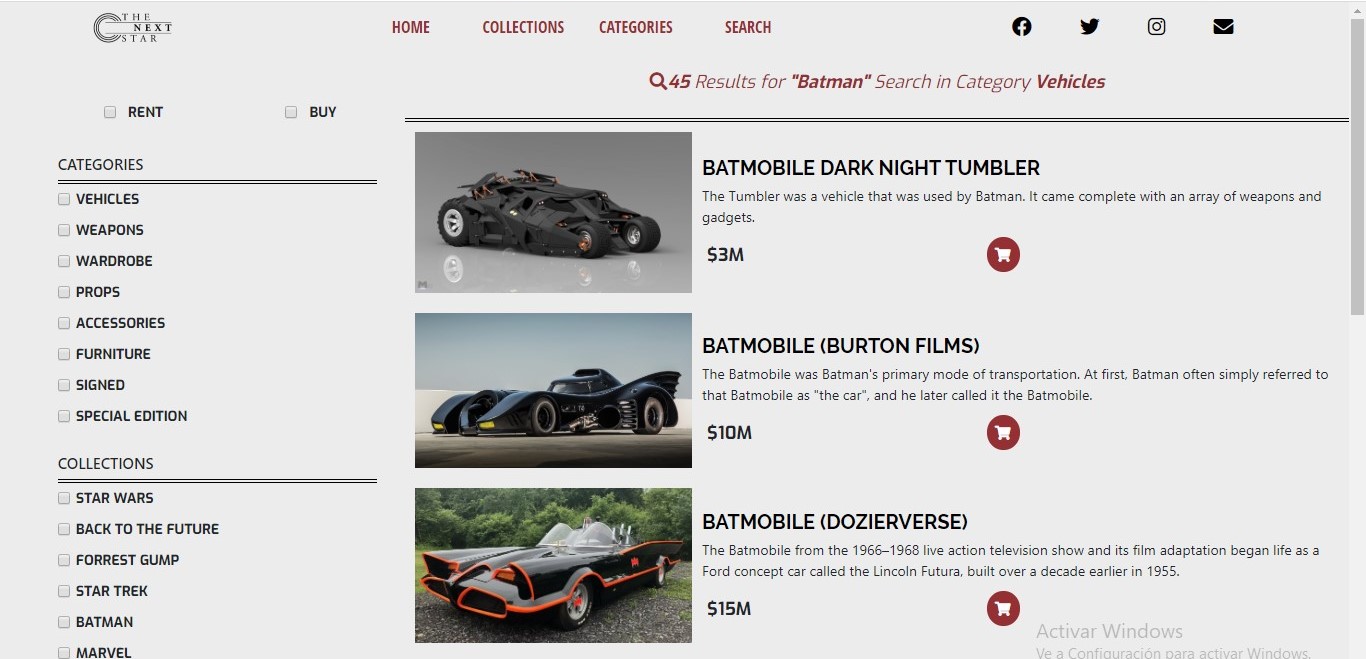 THE
NEXT
STAR
HOME COLLECTIONS CATEGORIES SEARCH
45 Results for "Batman" Search in Category Vehicles
RENT BUY
CATEGORIES
VEHICLES
WEAPONS
WARDROBE
PROPS
ACCESSORIES
FURNITURE
SIGNED
SPECIAL EDITION
COLLECTIONS
STAR WARS
BACK TO THE FUTURE
FORREST GUMP
STAR TREK
BATMAN
MARVEL
BATMOBILE DARK NIGHT TUMBLER
The Tumbler was a vehicle that was used by Batman. It came complete with an array of weapons and
gadgets.
$3M
BATMOBILE (BURTON FILMS)
The Batmobile was Batman's primary mode of transportation. At first, Batman often simply referred to
that Batmobile as "the car", and he later called it the Batmobile.
$10M
BATMOBILE (DOZIERVERSE)
The Batmobile from the 1966–1968 live action television show and its film adaptation began life as a
Ford concept car called the Lincoln Futura, built over a decade earlier in 1955.
$15M
Activar Windows
Ve a Configuración para activar Windows.